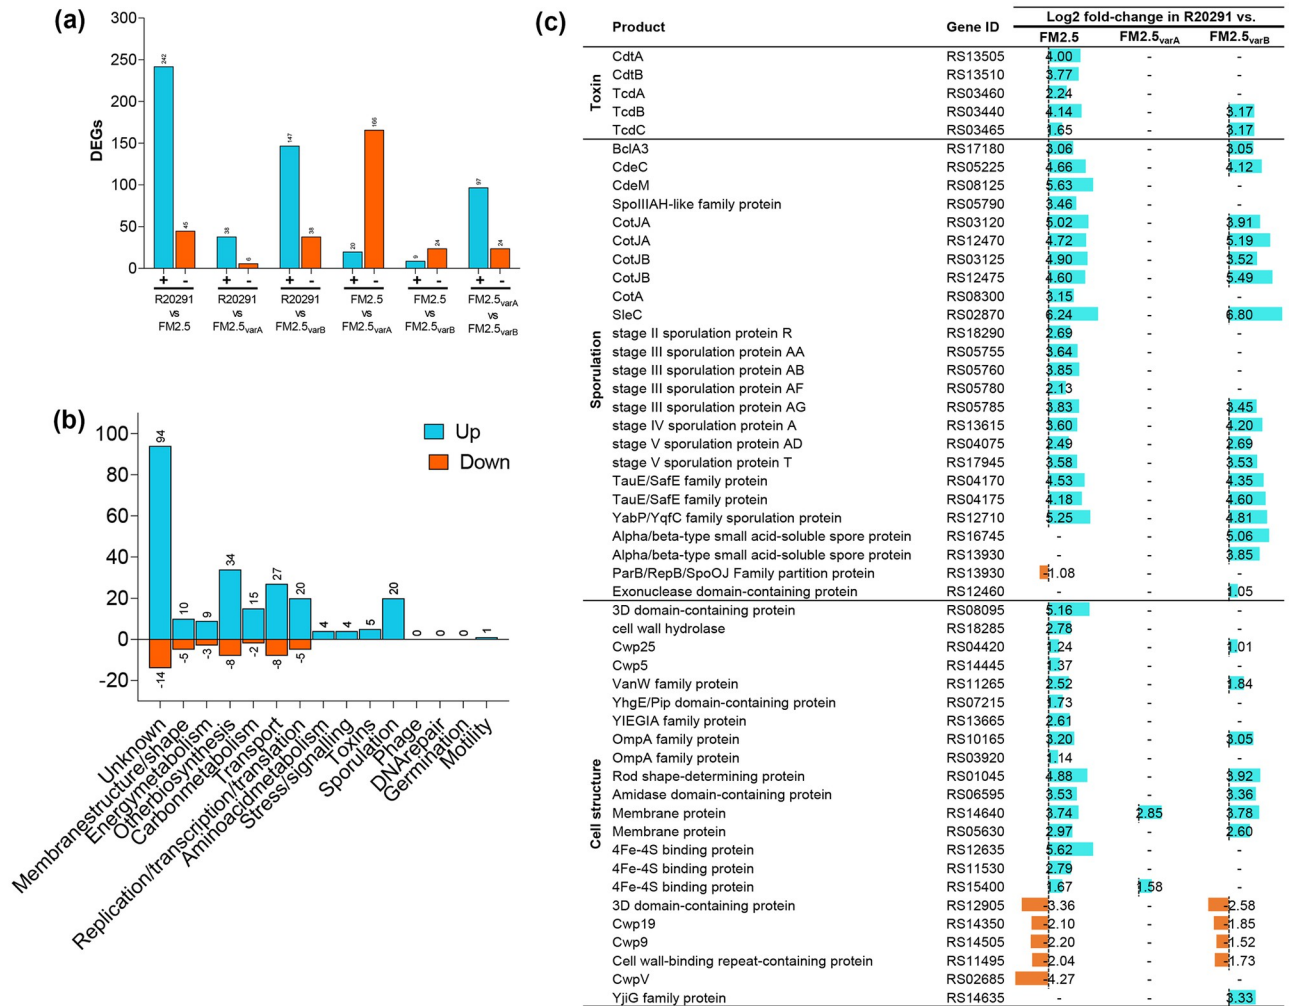 (a)
300
250
200
150
100
50
0
DEGs
242
45
38
6
147
38
20
166
9
24
97
24
+ - + - + - + - + - + -
R20291 vs FM2.5
R20291 vs FM2.5varA
R20291 vs FM2.5varB
FM2.5 vs FM2.5varA
FM2.5 vs FM2.5varB
FM2.5varA vs FM2.5varB
(b)
Up
Down
100
80
60
40
20
0
-20
94 10 9 34 15 27 20 4 4 5 20 0 0 0 1
-14 -5 -3 -8 -2 -8 -5
Unknown
Membranestructure/shape
Energymetabolism
Otherbiosynthesis
Carbonmetabolism
Transport
Replication/transcription/translation
Aminoacidmetabolism
Stress/signalling
Toxins
Sporulation
Phage
DNArepair
Germination
Motility
(c)
Log2 fold-change in R20291 vs.
Product Gene ID FM2.5 FM2.5varA FM2.5varB
Toxin
CdtA RS13505 4.00 - -
CdtB RS13510 3.77 - -
TcdA RS03460 2.24 - -
TcdB RS03440 4.14 - 3.17
TcdC RS03465 1.65 - 3.17
Sporulation
BclA3 RS17180 3.06 - 3.05
CdeC RS05225 4.66 - 4.12
CdeM RS08125 5.63 - -
SpoIIIAH-like family protein RS05790 3.46 - -
CotJA RS03120 5.02 - 3.91
CotJA RS12470 4.72 - 5.19
CotJB RS03125 4.90 - 3.52
CotJB RS12475 4.60 - 5.49
CotA RS08300 3.15 - -
SleC RS02870 6.24 - 6.80
stage II sporulation protein R RS18290 2.69 - -
stage III sporulation protein AA RS05755 3.64 - -
stage III sporulation protein AB RS05760 3.85 - -
stage III sporulation protein AF RS05780 2.13 - -
stage III sporulation protein AG RS05785 3.83 - 3.45
stage IV sporulation protein A RS13615 3.60 - 4.20
stage V sporulation protein AD RS04075 2.49 - 2.69
stage V sporulation protein T RS17945 3.58 - 3.53
TauE/SafE family protein RS04170 4.53 - 4.35
TauE/SafE family protein RS04175 4.18 - 4.60
YabP/YqfC family sporulation protein RS12710 5.25 - 4.81
Alpha/beta-type small acid-soluble spore protein RS16745 - - 5.06
Alpha/beta-type small acid-soluble spore protein RS13930 - - 3.85
ParB/RepB/SpoOJ Family partition protein RS13930 -1.08 - -
Exonuclease domain-containing protein RS12460 - - 1.05
Cell structure
3D domain-containing protein RS08095 5.16 - -
cell wall hydrolase RS18285 2.78 - -
Cwp25 RS04420 1.24 - 1.01
Cwp5 RS14445 1.37 - -
VanW family protein RS11265 2.52 - 1.84
YhgE/Pip domain-containing protein RS07215 1.73 - -
YIEGIA family protein RS13665 2.61 - -
OmpA family protein RS10165 3.20 - 3.05
OmpA family protein RS03920 1.14 - -
Rod shape-determining protein RS01045 4.88 - 3.92
Amidase domain-containing protein RS06595 3.53 - 3.36
Membrane protein RS14640 3.74 2.85 3.78
Membrane protein RS05630 2.97 - 2.60
4Fe-4S binding protein RS12635 5.62 - -
4Fe-4S binding protein RS11530 2.79 - -
4Fe-4S binding protein RS15400 1.67 1.58 -
3D domain-containing protein RS12905 -3.36 - -2.58
Cwp19 RS14350 -2.10 - -1.85
Cwp9 RS14505 -2.20 - -1.52
Cell wall-binding repeat-containing protein RS11495 -2.04 - -1.73
CwpV RS02685 -4.27 - -
YjiG family protein RS14635 - - 3.33